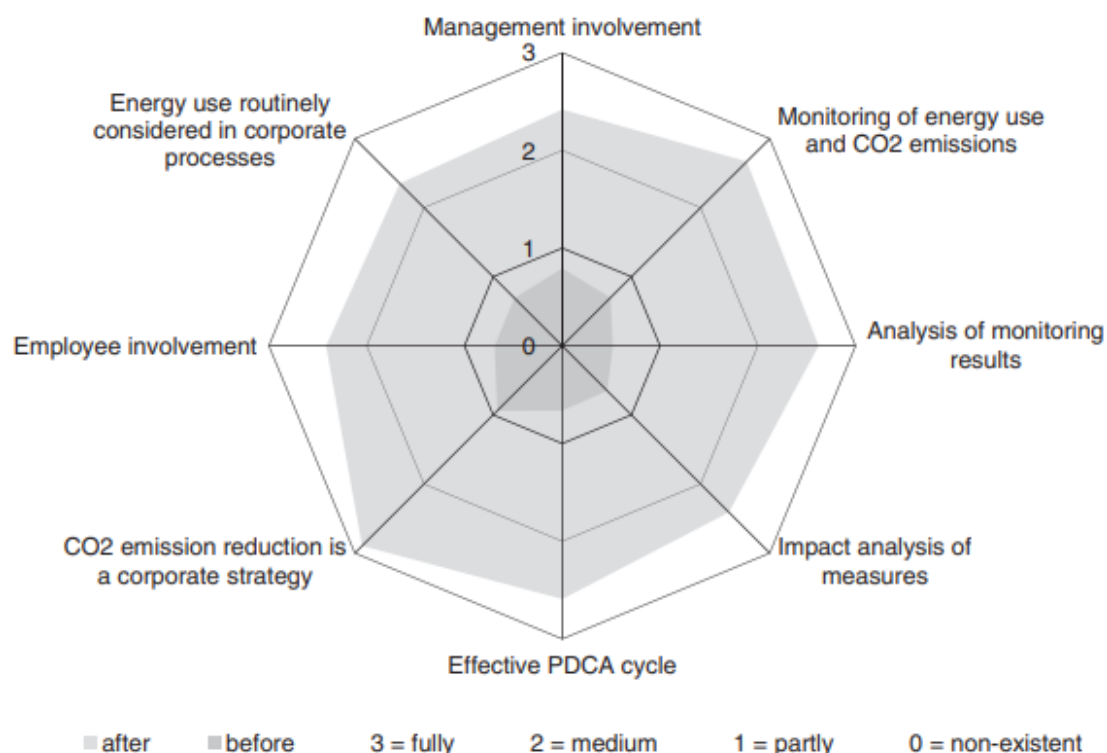 Management involvement
3
Energy use routinely
considered in corporate
processes
Monitoring of energy use
and CO2 emissions
2
1
Employee involvement
0
Analysis of monitoring
results
CO2 emission reduction is
a corporate strategy
Impact analysis of
measures
Effective PDCA cycle
after before 3 = fully 2 = medium 1 = partly 0 = non-existent